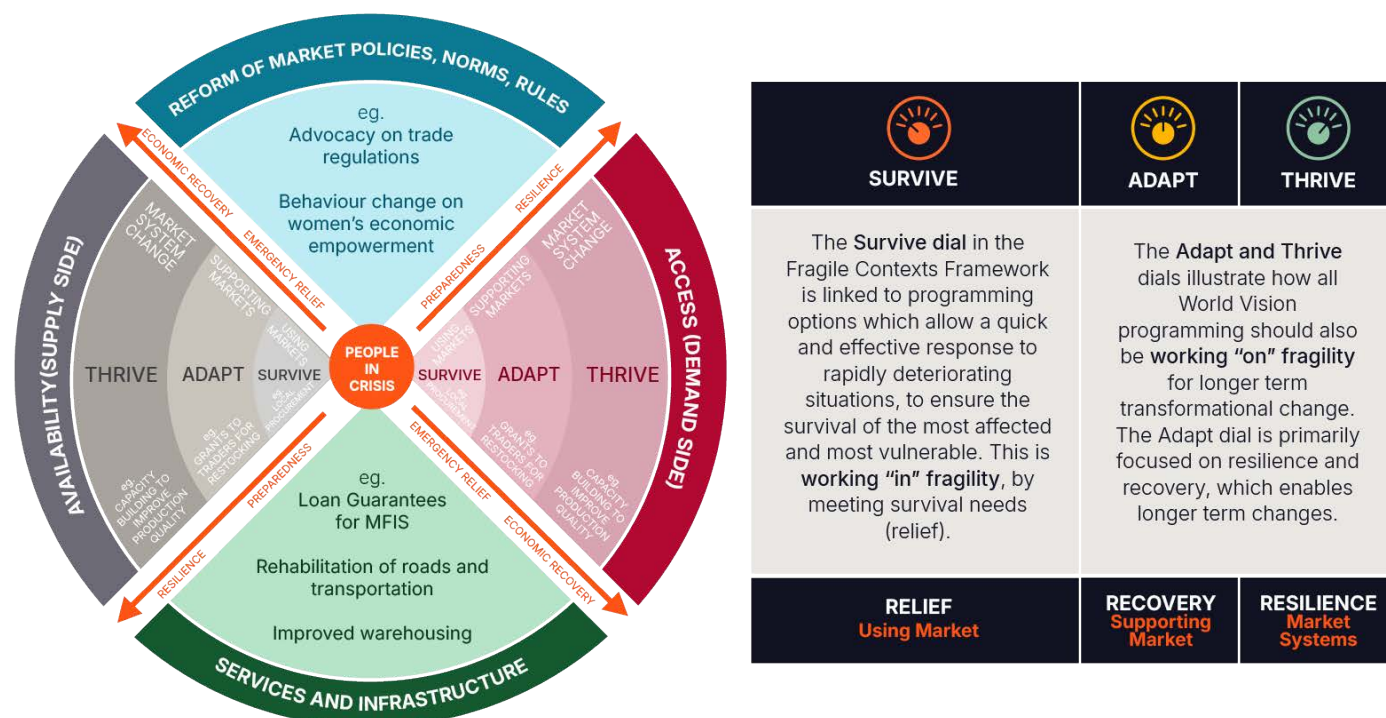 REFORM OF MARKET POLICIES, NORMS, RULES
eg.
Advocacy on trade
regulations
Behaviour change on
women's economic
empowerment
ECONOMIC RECOVERY
EMERGENCY RELIEF
RESILIENCE
PREPAREDNESS
AVAILABILITY (SUPPLY SIDE)
MARKET
SYSTEM
CHANGE
THRIVE
eg.
CAPACITY
BUILDING TO
IMPROVE
PRODUCTION
QUALITY
SUPPORTING
MARKETS
ADAPT
eg.
GRANTS TO
TRADERS FOR
RESTOCKING
USING
MARKETS
SURVIVE
eg.
LOCAL
PROCUREMENT
PEOPLE
IN
CRISIS
USING
MARKETS
SURVIVE
eg.
LOCAL
PROCUREMENT
SUPPORTING
MARKETS
ADAPT
eg.
GRANTS TO
TRADERS FOR
RESTOCKING
MARKET
SYSTEM
CHANGE
THRIVE
eg.
CAPACITY
BUILDING TO
IMPROVE
PRODUCTION
QUALITY
ACCESS (DEMAND SIDE)
PREPAREDNESS
RESILIENCE
EMERGENCY RELIEF
ECONOMIC RECOVERY
eg.
Loan Guarantees
for MFIS
Rehabilitation of roads and
transportation
Improved warehousing
SERVICES AND INFRASTRUCTURE
SURVIVE
The Survive dial in the
Fragile Contexts Framework
is linked to programming
options which allow a quick
and effective response to
rapidly deteriorating
situations, to ensure the
survival of the most affected
and most vulnerable. This is
working "in" fragility, by
meeting survival needs
(relief).
RELIEF
Using Market
ADAPT
THRIVE
The Adapt and Thrive
dials illustrate how all
World Vision
programming should also
be working "on" fragility
for longer term
transformational change.
The Adapt dial is primarily
focused on resilience and
recovery, which enables
longer term changes.
RECOVERY
Supporting
Market
RESILIENCE
Market
Systems